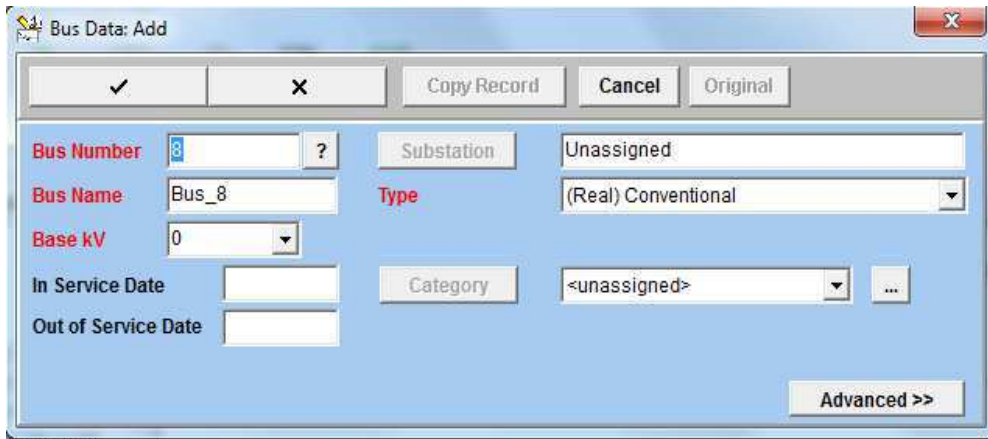 Bus Data: Add
✓ × Copy Record Cancel Original
Bus Number 8 ? Substation Unassigned
Bus Name Bus_8 Type (Real) Conventional
Base kV 0
In Service Date Category <unassigned> ...
Out of Service Date
Advanced >>